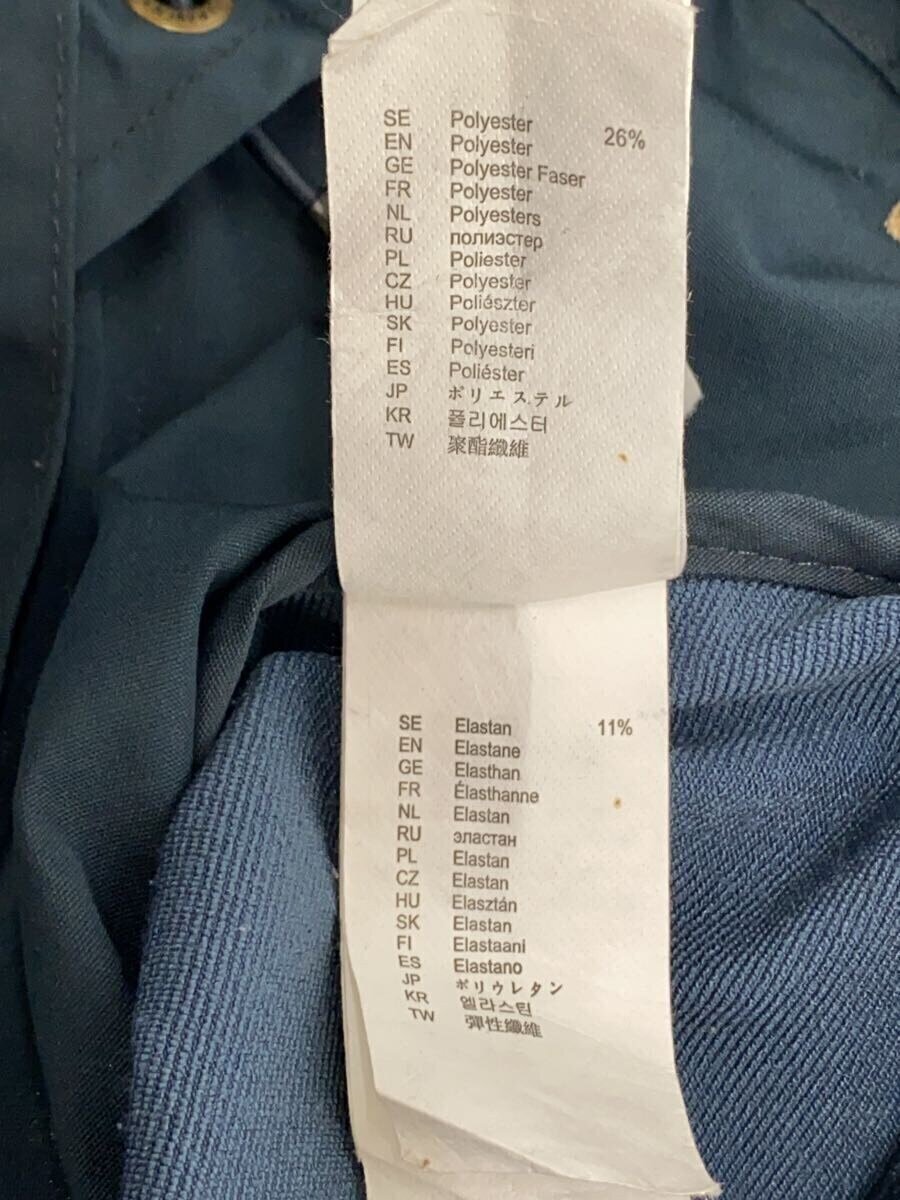 SE Polyester 26%
EN Polyester
GE Polyester Faser
FR Polyester
NL Polyesters
RU полиэстер
PL Poliester
CZ Polyester
HU Poliészter
SK Polyester
FI Polyesteri
ES Poliéster
JP ポリエステル
KR 폴리에스터
TW 聚酯纖維
SE Elastan 11%
EN Elastane
GE Elasthan
FR Élasthanne
NL Elastan
RU эластан
PL Elastan
CZ Elastan
HU Elasztán
SK Elastan
FI Elastaani
ES Elastano
JP ポリウレタン
KR 엘라스틴
TW 彈性纖維